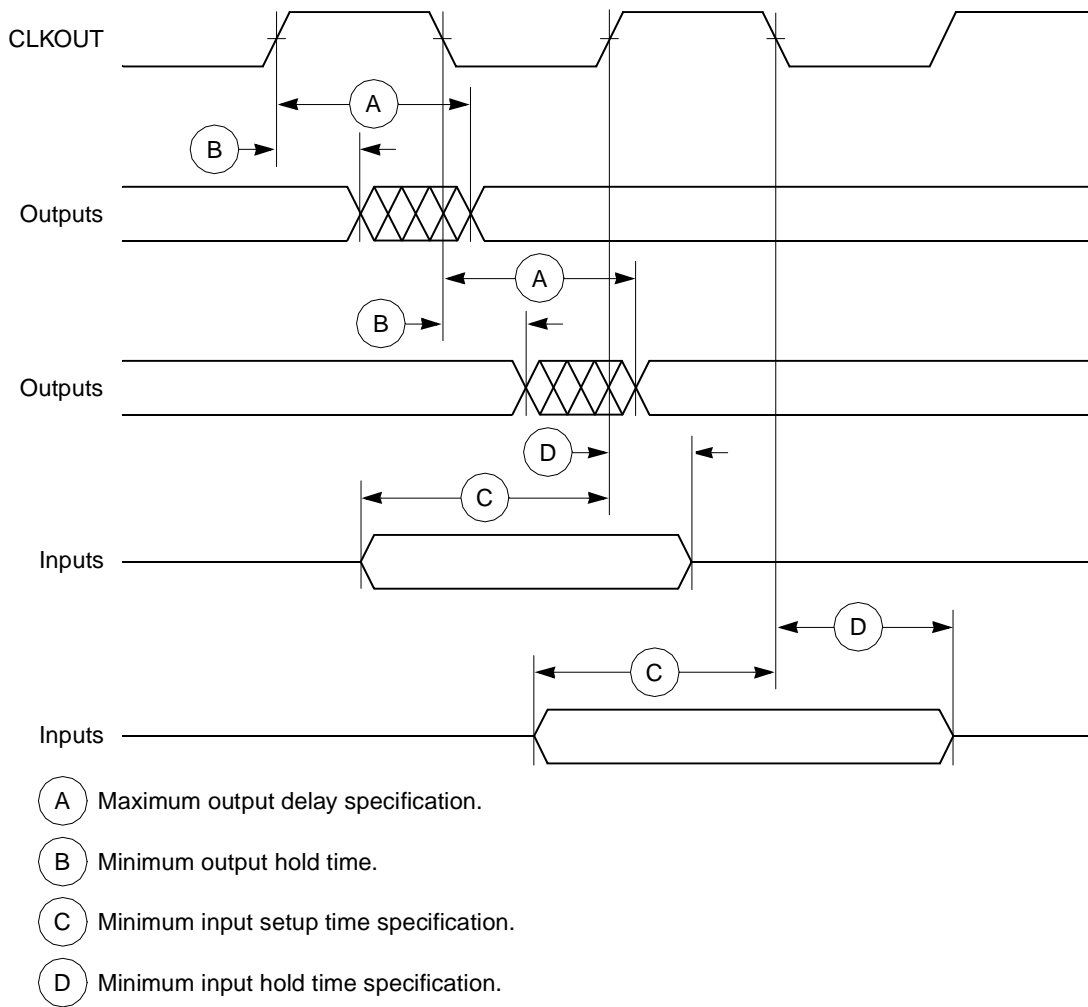 CLKOUT
A
B
Outputs
A
B
Outputs
D
C
Inputs
D
C
Inputs
A Maximum output delay specification.
B Minimum output hold time.
C Minimum input setup time specification.
D Minimum input hold time specification.